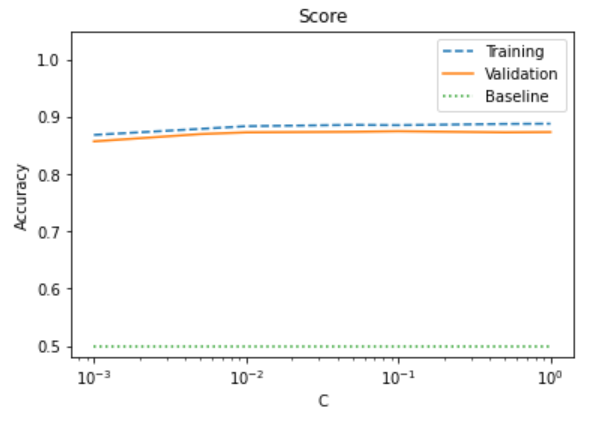 Score
Training
Validation
Baseline
Accuracy
1.0
0.9
0.8
0.7
0.6
0.5
10⁻³
10⁻²
10⁻¹
10⁰
C